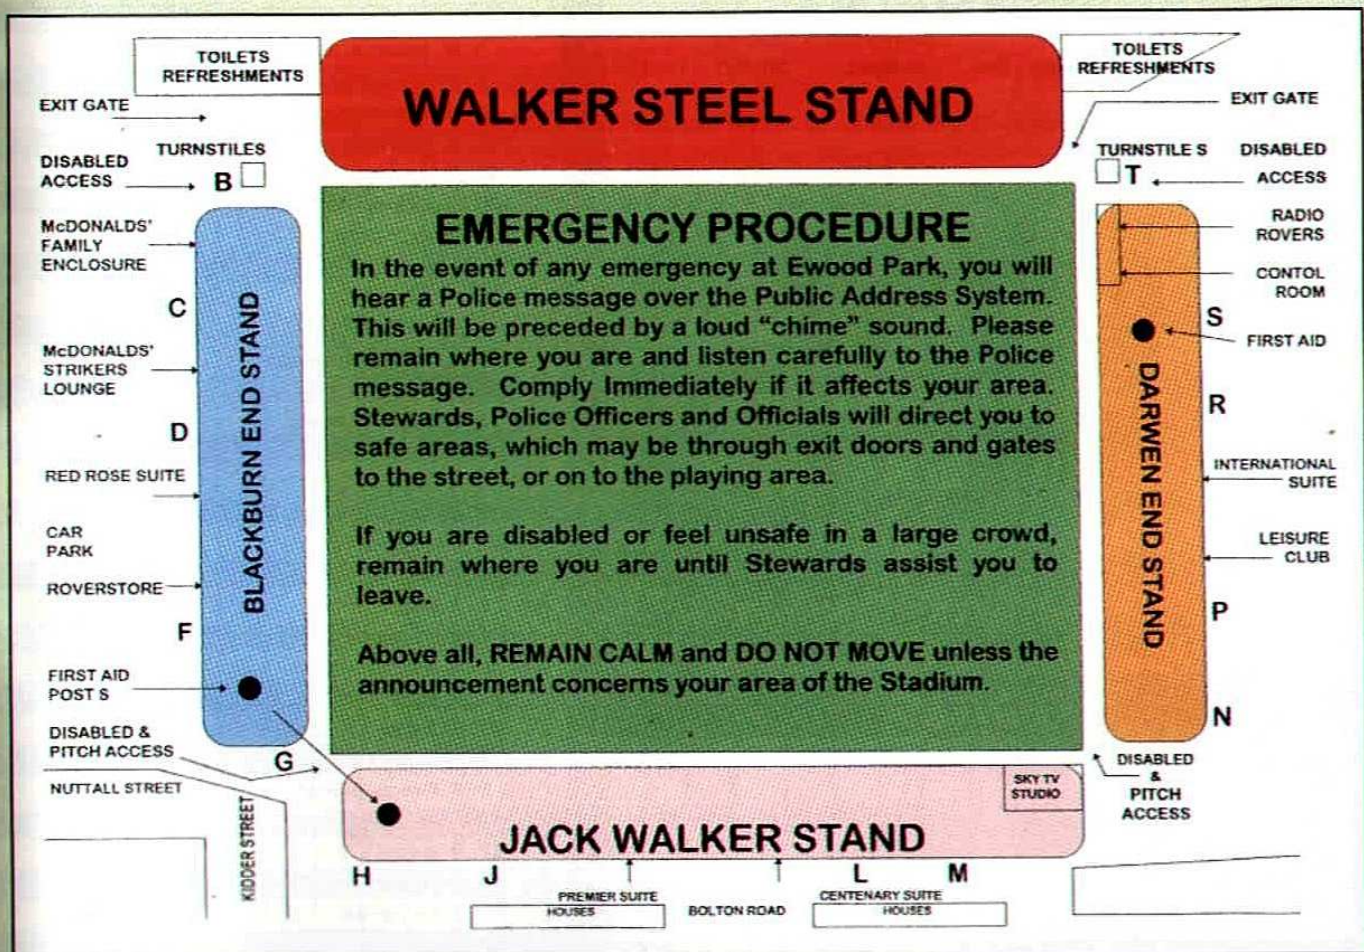 TOILETS
REFRESHMENTS
WALKER STEEL STAND
TOILETS
REFRESHMENTS
EXIT GATE
EXIT GATE
TURNSTILES
DISABLED
ACCESS
B
TURNSTILE S
T
DISABLED
ACCESS
McDONALDS'
FAMILY
ENCLOSURE
C
McDONALDS'
STRIKERS
LOUNGE
D
RED ROSE SUITE
CAR
PARK
ROVERSTORE
F
FIRST AID
POST S
DISABLED &
PITCH ACCESS
G
NUTTALL STREET
KIDDER STREET
BLACKBURN END STAND
EMERGENCY PROCEDURE
In the event of any emergency at Ewood Park, you will
hear a Police message over the Public Address System.
This will be preceded by a loud “chime” sound. Please
remain where you are and listen carefully to the Police
message. Comply Immediately if it affects your area.
Stewards, Police Officers and Officials will direct you to
safe areas, which may be through exit doors and gates
to the street, or on to the playing area.
If you are disabled or feel unsafe in a large crowd,
remain where you are until Stewards assist you to
leave.
Above all, REMAIN CALM and DO NOT MOVE unless the
announcement concerns your area of the Stadium.
DARWEN END STAND
RADIO
ROVERS
CONTOL
ROOM
S
FIRST AID
R
INTERNATIONAL
SUITE
LEISURE
CLUB
P
N
DISABLED
&
PITCH
ACCESS
SKY TV
STUDIO
JACK WALKER STAND
H
J
L
M
PREMIER SUITE
HOUSES
BOLTON ROAD
CENTENARY SUITE
HOUSES